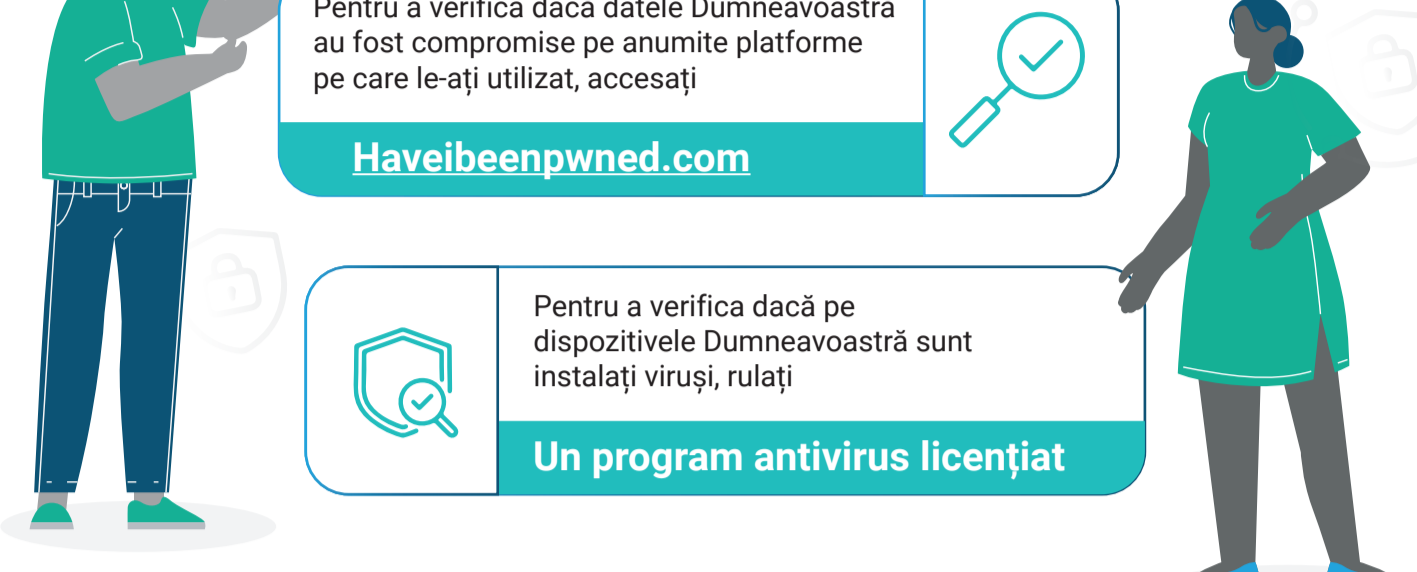 Pentru a verifica dacă datele Dumneavoastră
au fost compromise pe anumite platforme
pe care le-ați utilizat, accesați
Haveibeenpwned.com
Pentru a verifica dacă pe
dispozitivele Dumneavoastră sunt
instalați viruși, rulați
Un program antivirus licențiat